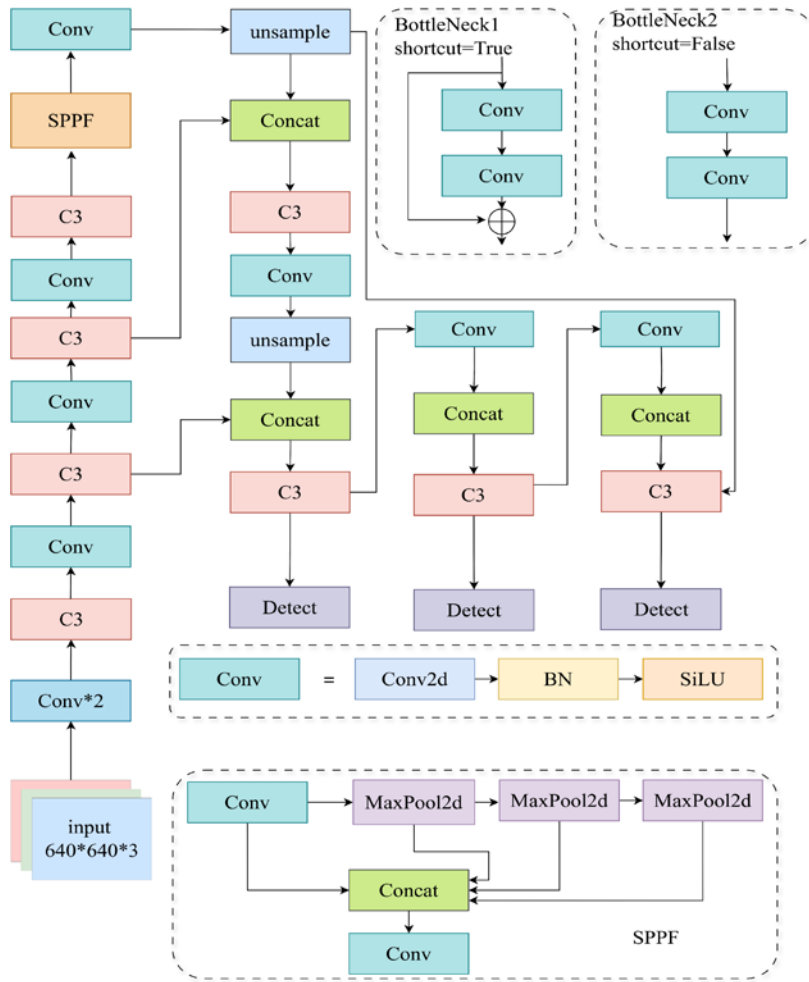 Conv
SPPF
C3
Conv
C3
Conv
C3
Conv
C3
Conv*2
input
640*640*3
unsample
Concat
C3
Conv
unsample
Concat
C3
Detect
BottleNeck1
shortcut=True
Conv
Conv
BottleNeck2
shortcut=False
Conv
Conv
Conv
Concat
C3
Detect
Conv
Concat
C3
Detect
Conv = Conv2d BN SiLU
Conv MaxPool2d MaxPool2d MaxPool2d
Concat
Conv
SPPF